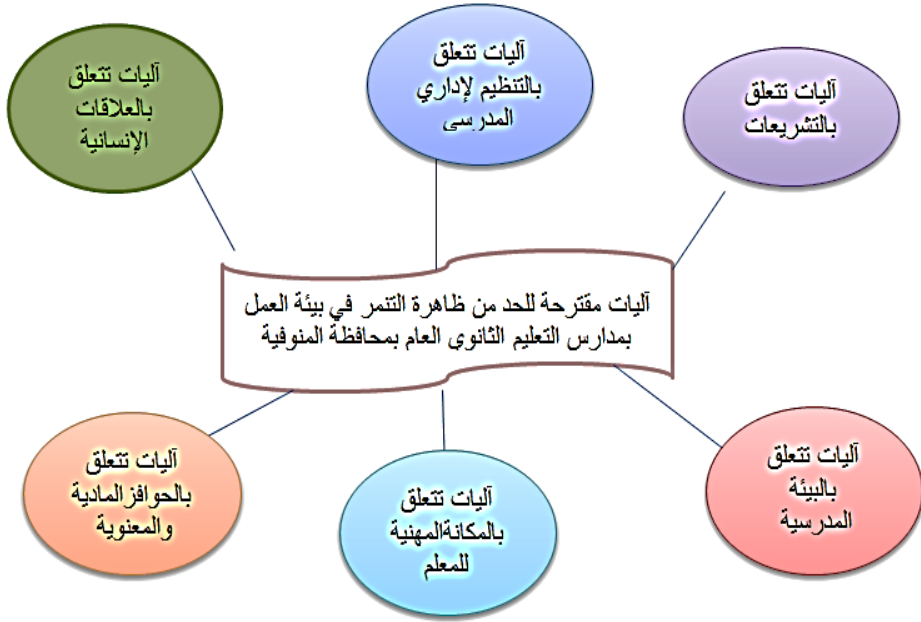 آليات تتعلق
بالتشريعات
آليات تتعلق
بالتنظيم لإداري
المدرسي
آليات تتعلق
بالعلاقات
الإنسانية
آليات مقترحة للحد من ظاهرة التنمر في بيئة العمل
بمدارس التعليم الثانوي العام بمحافظة المنوفية
آليات تتعلق
بالبيئة
المدرسية
آليات تتعلق
بالمكانةالمهنية
للمعلم
آليات تتعلق
بالحوافزالمادية
والمعنوية